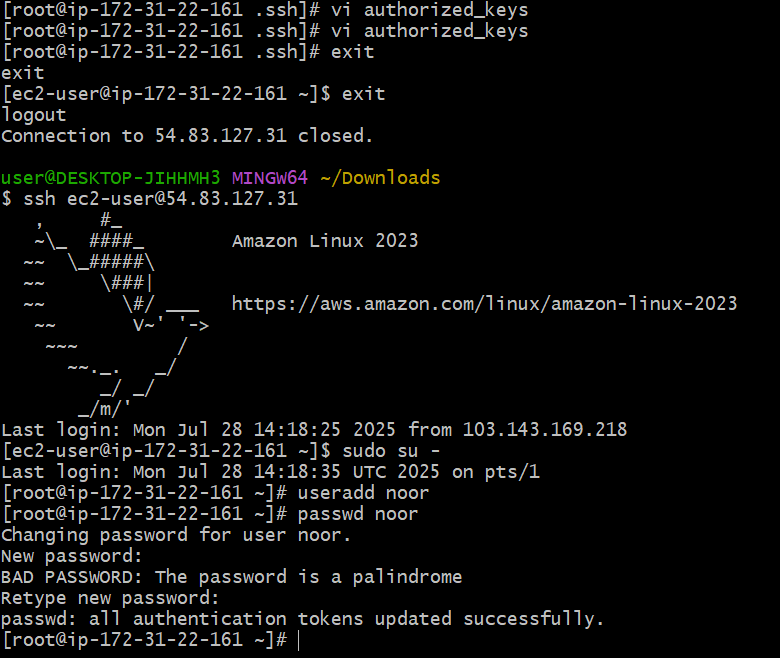 [root@ip-172-31-22-161 .ssh]# vi authorized_keys
[root@ip-172-31-22-161 .ssh]# vi authorized_keys
[root@ip-172-31-22-161 .ssh]# exit
exit
[ec2-user@ip-172-31-22-161 ~]$ exit
logout
Connection to 54.83.127.31 closed.

user@DESKTOP-JIHHMH3 MINGW64 ~/Downloads
$ ssh ec2-user@54.83.127.31
   ,     #_
   ~\_  ####_        Amazon Linux 2023
  ~~  \_#####\
  ~~     \###|
  ~~       \#/ ___   https://aws.amazon.com/linux/amazon-linux-2023
   ~~       V~' '->
    ~~~         /
      ~~._.   _/
         _/ _/
       _/m/'
Last login: Mon Jul 28 14:18:25 2025 from 103.143.169.218
[ec2-user@ip-172-31-22-161 ~]$ sudo su -
Last login: Mon Jul 28 14:18:35 UTC 2025 on pts/1
[root@ip-172-31-22-161 ~]# useradd noor
[root@ip-172-31-22-161 ~]# passwd noor
Changing password for user noor.
New password:
BAD PASSWORD: The password is a palindrome
Retype new password:
passwd: all authentication tokens updated successfully.
[root@ip-172-31-22-161 ~]#